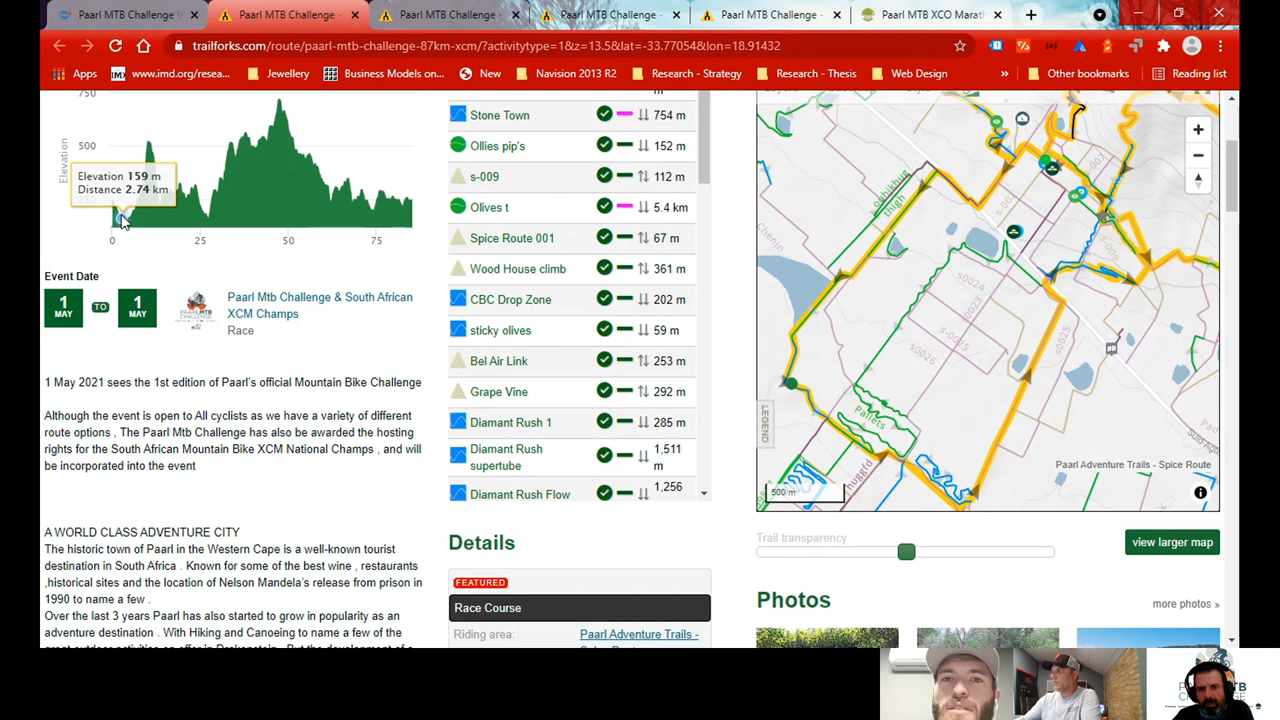 Paarl MTB Challenge I
Paarl MTB Challenge -
Paarl MTB Challenge -
Paarl MTB Challenge -
Paarl MTB Challenge -
Paarl MTB XCO Marat
trailforks.com/route/paarl-mtb-challenge-87km-xcm/?activitytype=1&z=13.5&lat=-33.77054&lon=18.91432
Apps
www.imd.org/resea...
Jewellery
Business Models on...
New
Navision 2013 R2
Research - Strategy
Research - Thesis
Web Design
»
Other bookmarks
Reading list
750
500
Elevation
Elevation 159 m
Distance 2.74 km
0 25 50 75
Event Date
1 MAY TO 1 MAY
Paarl Mtb Challenge & South African
XCM Champs
Race
1 May 2021 sees the 1st edition of Paarl's official Mountain Bike Challenge
Although the event is open to All cyclists as we have a variety of different
route options , The Paarl Mtb Challenge has also be awarded the hosting
rights for the South African Mountain Bike XCM National Champs , and will
be incorporated into the event
A WORLD CLASS ADVENTURE CITY
The historic town of Paarl in the Western Cape is a well-known tourist
destination in South Africa . Known for some of the best wine , restaurants
,historical sites and the location of Nelson Mandela's release from prison in
1990 to name a few .
Over the last 3 years Paarl has also started to grow in popularity as an
adventure destination . With Hiking and Canoeing to name a few of the
m
Stone Town 754 m
Ollies pip's 152 m
s-009 112 m
Olives t 5.4 km
Spice Route 001 67 m
Wood House climb 361 m
CBC Drop Zone 202 m
sticky olives 59 m
Bel Air Link 253 m
Grape Vine 292 m
Diamant Rush 1 285 m
Diamant Rush
supertube
1,511
m
Diamant Rush Flow 1,256
Details
FEATURED
Race Course
Riding area:
Paarl Adventure Trails -
thigh
Chenin
s0024
s0023
s-0025
s0026
s0025
s-009
Pallets
LEGEND
500 m
Paarl Adventure Trails - Spice Route
Trail transparency
view larger map
Photos
more photos »